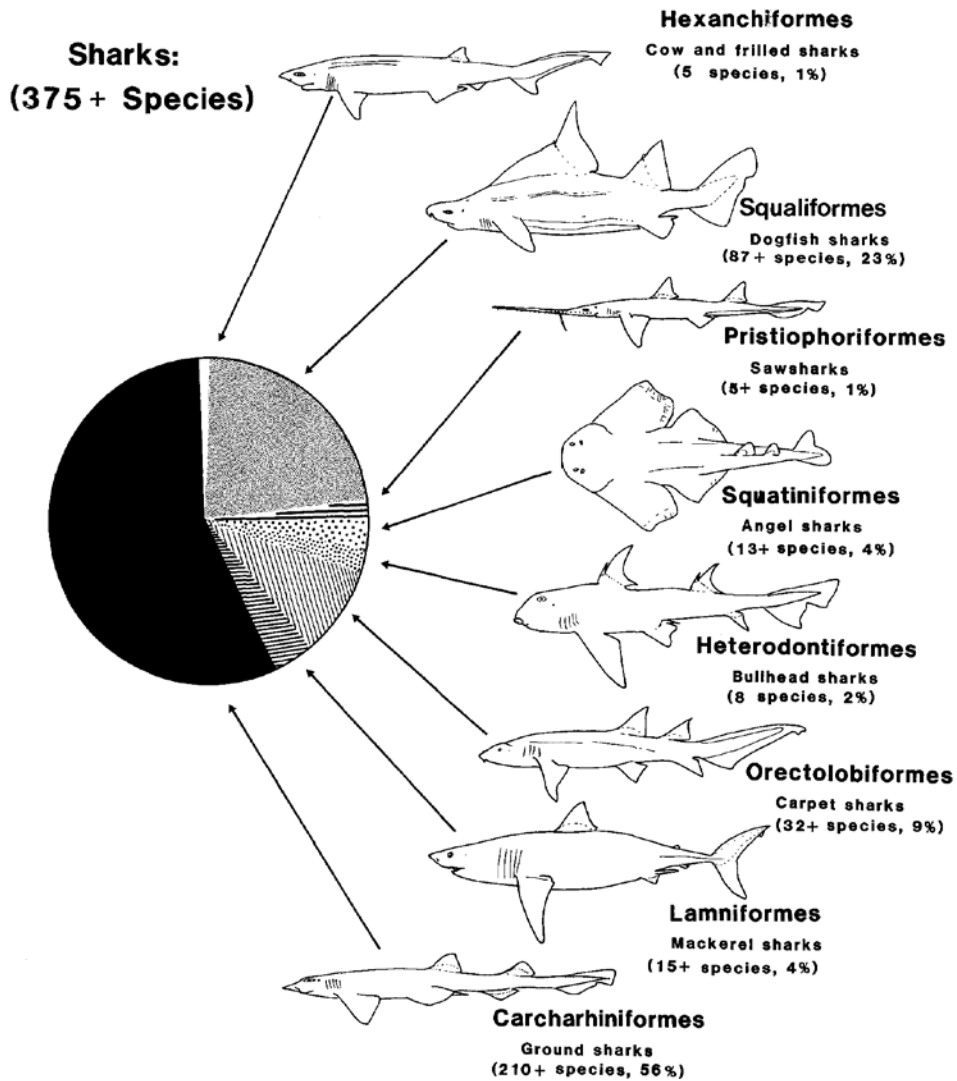 Sharks:
(375+ Species)
Hexanchiformes
Cow and frilled sharks
(5 species, 1%)
Squaliformes
Dogfish sharks
(87+ species, 23%)
Pristiophoriformes
Sawsharks
(5+ species, 1%)
Squatiniformes
Angel sharks
(13+ species, 4%)
Heterodontiformes
Bullhead sharks
(8 species, 2%)
Orectolobiformes
Carpet sharks
(32+ species, 9%)
Lamniformes
Mackerel sharks
(15+ species, 4%)
Carcharhiniformes
Ground sharks
(210+ species, 56%)